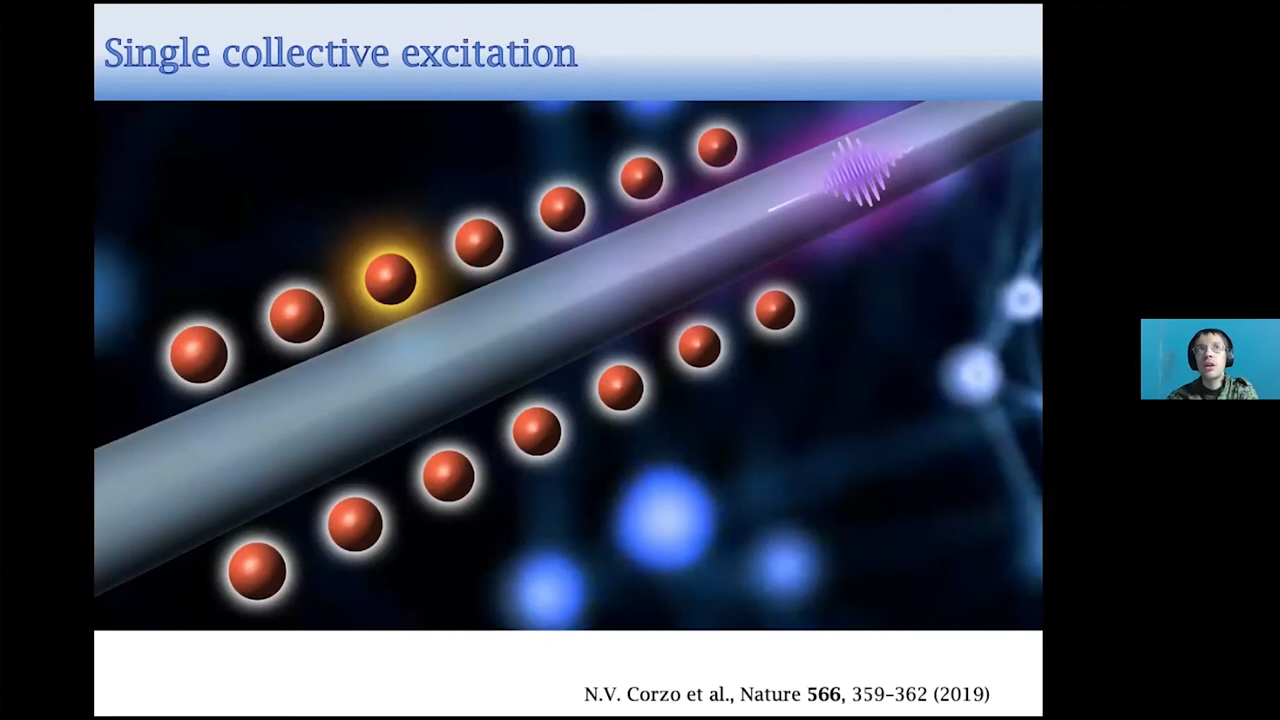 Single collective excitation
N.V. Corzo et al., Nature 566, 359–362 (2019)